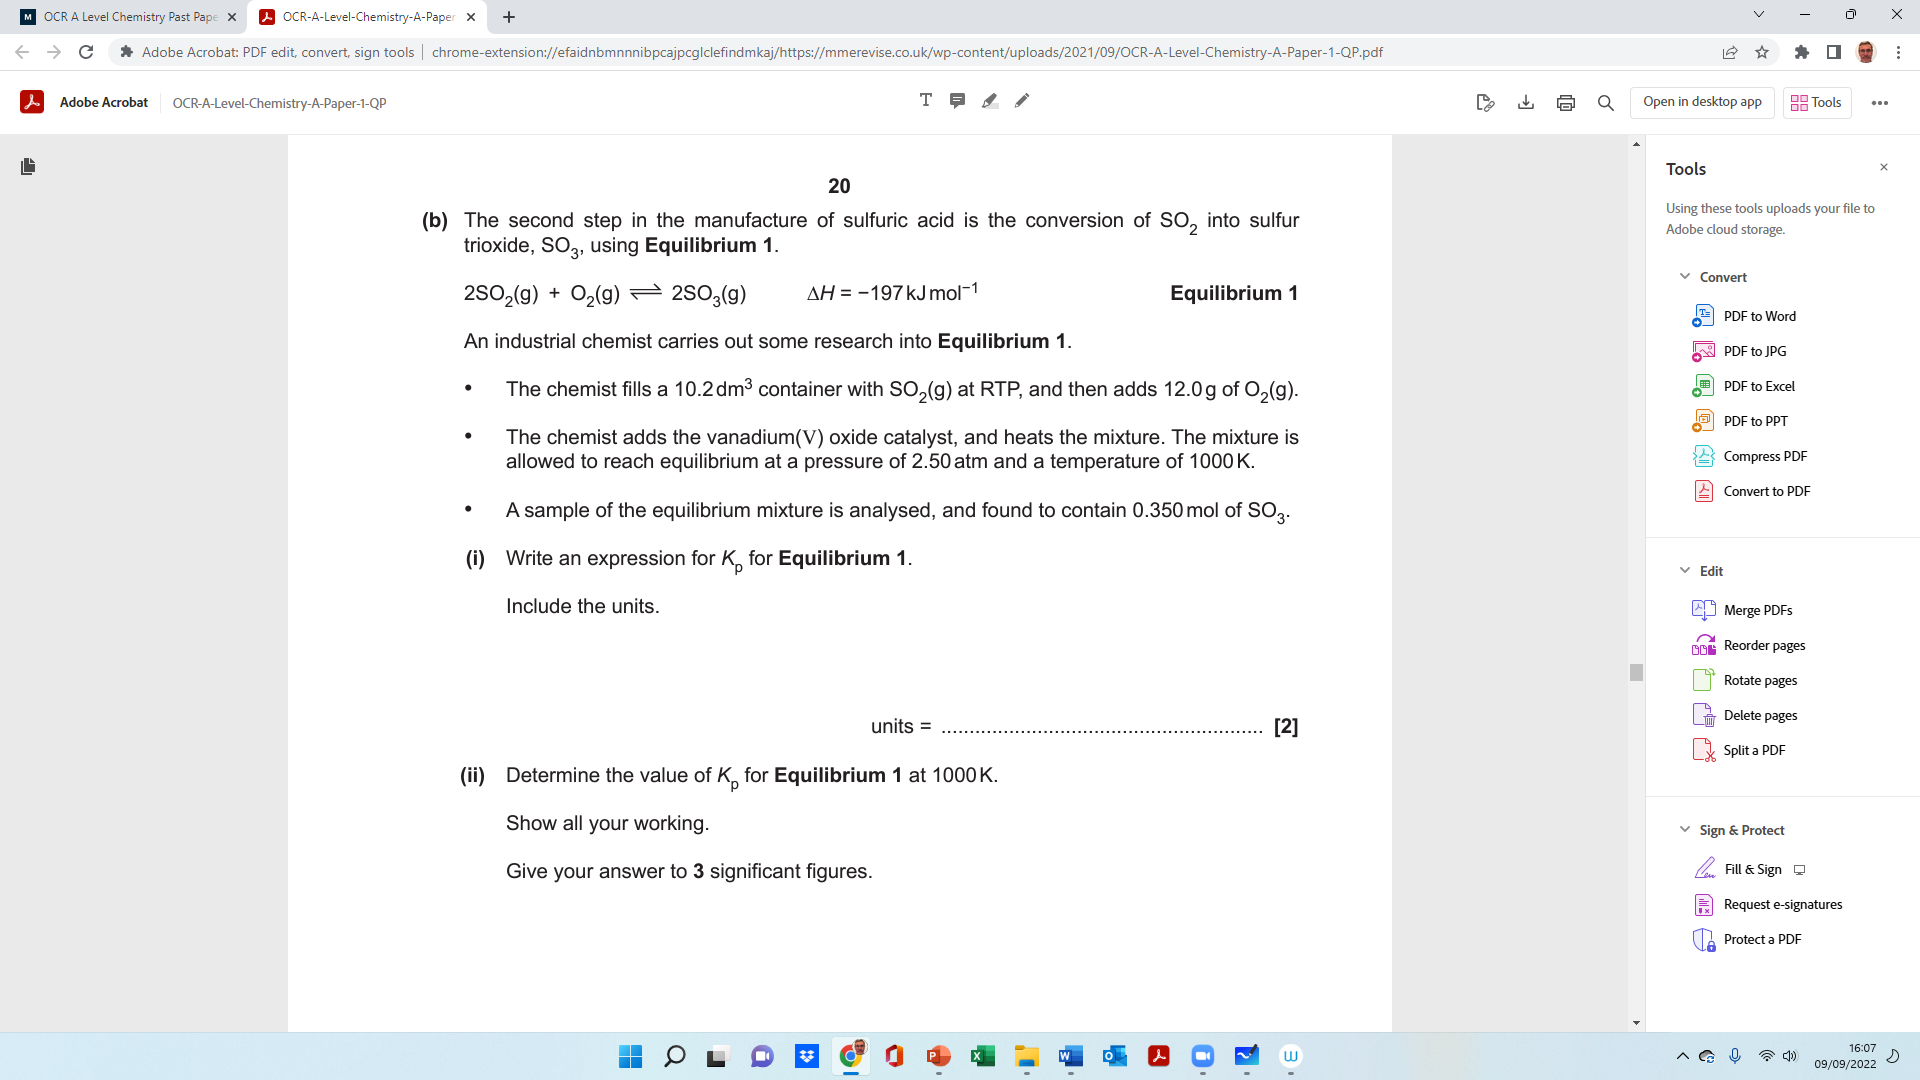 OCR A Level Chemistry Past Pape
OCR-A-Level-Chemistry-A-Paper
Adobe Acrobat: PDF edit, convert, sign tools | chrome-extension://efaidnbmnnnibpcajpcglclefindmkaj/https://mmerevise.co.uk/wp-content/uploads/2021/09/OCR-A-Level-Chemistry-A-Paper-1-QP.pdf
Adobe Acrobat OCR-A-Level-Chemistry-A-Paper-1-QP Open in desktop app Tools
20
(b) The second step in the manufacture of sulfuric acid is the conversion of SO₂ into sulfur
trioxide, SO₃, using Equilibrium 1.
2SO₂(g) + O₂(g) ⇌ 2SO₃(g) ΔH = −197 kJ mol⁻¹ Equilibrium 1
An industrial chemist carries out some research into Equilibrium 1.
• The chemist fills a 10.2 dm³ container with SO₂(g) at RTP, and then adds 12.0 g of O₂(g).
• The chemist adds the vanadium(V) oxide catalyst, and heats the mixture. The mixture is
allowed to reach equilibrium at a pressure of 2.50 atm and a temperature of 1000 K.
• A sample of the equilibrium mixture is analysed, and found to contain 0.350 mol of SO₃.
(i) Write an expression for Kₚ for Equilibrium 1.
Include the units.
units = .......................................................... [2]
(ii) Determine the value of Kₚ for Equilibrium 1 at 1000 K.
Show all your working.
Give your answer to 3 significant figures.
Tools
Using these tools uploads your file to
Adobe cloud storage.
Convert
PDF to Word
PDF to JPG
PDF to Excel
PDF to PPT
Compress PDF
Convert to PDF
Edit
Merge PDFs
Reorder pages
Rotate pages
Delete pages
Split a PDF
Sign & Protect
Fill & Sign
Request e-signatures
Protect a PDF
16:07
09/09/2022